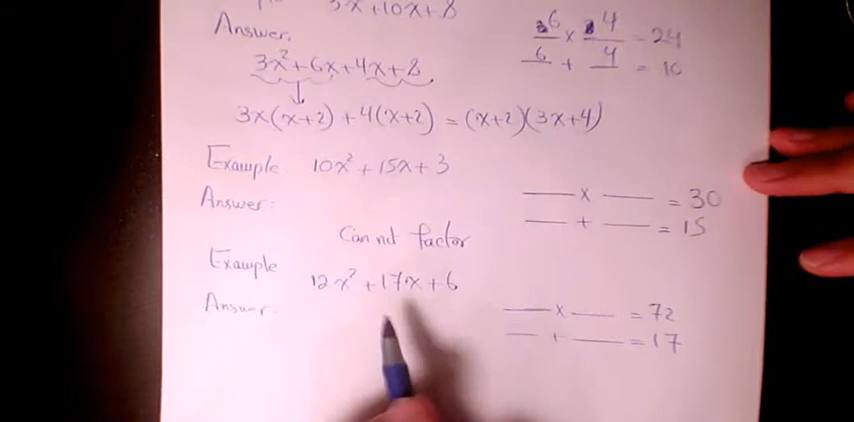 3x + 10x + 8
Answer.
3x² + 6x + 4x + 8
3x(x+2) + 4(x+2) = (x+2)(3x+4)
6 × 4 = 24
6 + 4 = 10
Example 10x² + 15x + 3
Answer:
___ × ___ = 30
___ + ___ = 15
Can not factor
Example 12x² + 17x + 6
Answer.
___ × ___ = 72
___ + ___ = 17